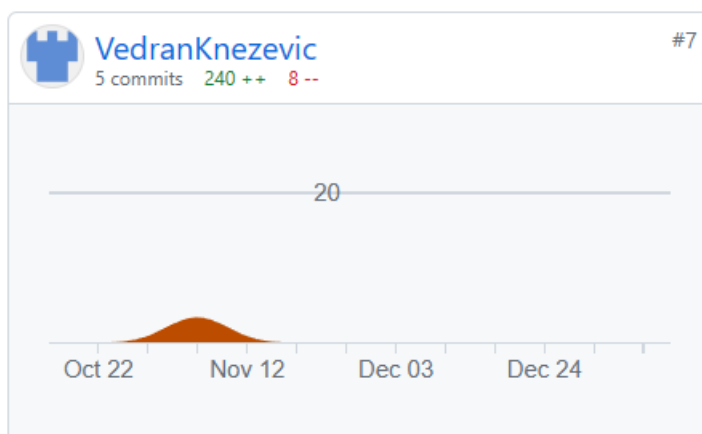 VedranKnezevic
#7
5 commits 240 ++ 8 --
20
Oct 22 Nov 12 Dec 03 Dec 24